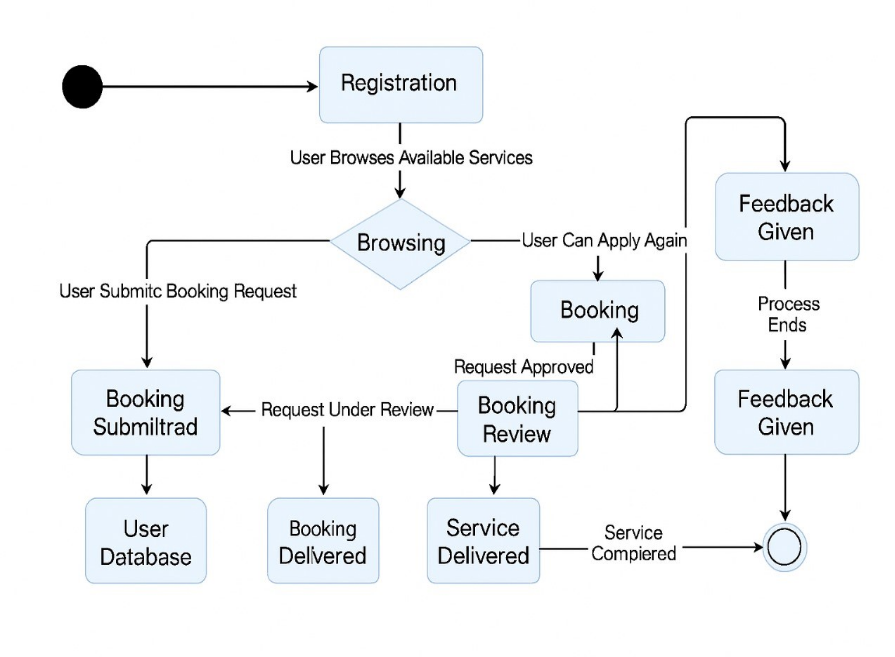 Registration
User Browses Available Services
Browsing
User Can Apply Again
Feedback
Given
User Submitc Booking Request
Booking
Process
Ends
Request Approved
Booking
Submiltrad
Request Under Review
Booking
Review
Feedback
Given
User
Database
Booking
Delivered
Service
Delivered
Service
Compiered